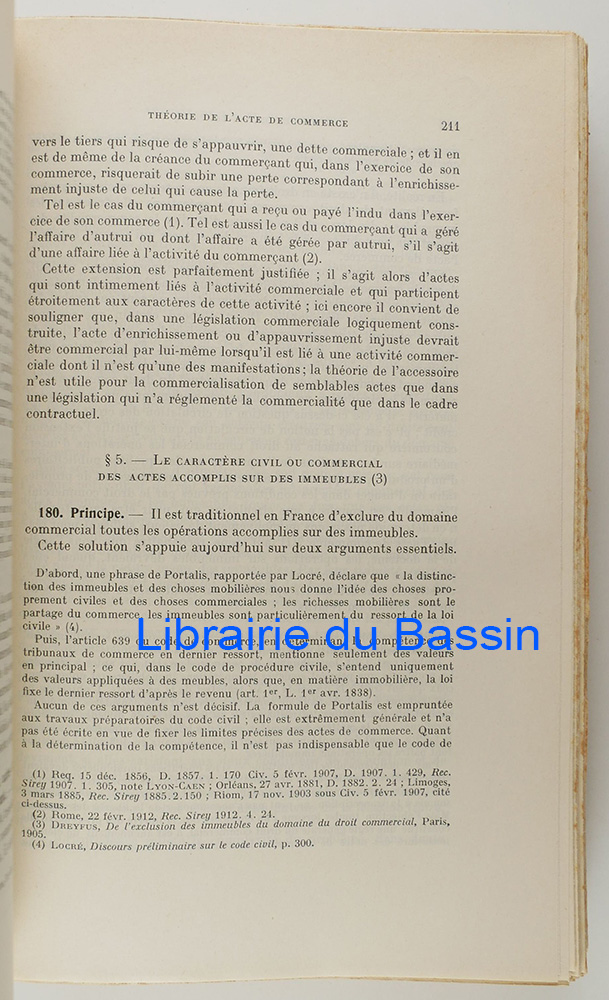 THÉORIE DE L'ACTE DE COMMERCE 211
vers le tiers qui risque de s'appauvrir, une dette commerciale ; et il en
est de même de la créance du commerçant qui, dans l'exercice de son
commerce, risquerait de subir une perte correspondant à l'enrichisse-
ment injuste de celui qui cause la perte.
Tel est le cas du commerçant qui a reçu ou payé l'indu dans l'exer-
cice de son commerce (1). Tel est aussi le cas du commerçant qui a géré
l'affaire d'autrui ou dont l'affaire a été gérée par autrui, s'il s'agit
d'une affaire liée à l'activité du commerçant (2).
Cette extension est parfaitement justifiée ; il s'agit alors d'actes
qui sont intimement liés à l'activité commerciale et qui participent
étroitement aux caractères de cette activité ; ici encore il convient de
souligner que, dans une législation commerciale logiquement cons-
truite, l'acte d'enrichissement ou d'appauvrissement injuste devrait
être commercial par lui-même lorsqu'il est lié à une activité commer-
ciale dont il n'est qu'une des manifestations ; la théorie de l'accessoire
n'est utile pour la commercialisation de semblables actes que dans
une législation qui n'a réglementé la commercialité que dans le cadre
contractuel.
§ 5. — LE CARACTÈRE CIVIL OU COMMERCIAL
DES ACTES ACCOMPLIS SUR DES IMMEUBLES (3)
180. Principe. — Il est traditionnel en France d'exclure du domaine
commercial toutes les opérations accomplies sur des immeubles.
Cette solution s'appuie aujourd'hui sur deux arguments essentiels.
D'abord, une phrase de Portalis, rapportée par Locré, déclare que « la distinc-
tion des immeubles et des choses mobilières nous donne l'idée des choses pro-
prement civiles et des choses commerciales ; les richesses mobilières sont le
partage du commerce, les immeubles sont particulièrement du ressort de la loi
civile » (4).
Librairie du Bassin
Puis, l'article 639 du code de commerce, en déterminant la compétence des
tribunaux de commerce en dernier ressort, mentionne seulement des valeurs
en principal ; ce qui, dans le code de procédure civile, s'entend uniquement
des valeurs appliquées à des meubles, alors que, en matière immobilière, la loi
fixe le dernier ressort d'après le revenu (art. 1er, L. 1er avr. 1838).
Aucun de ces arguments n'est décisif. La formule de Portalis est empruntée
aux travaux préparatoires du code civil ; elle est extrêmement générale et n'a
pas été écrite en vue de fixer les limites précises des actes de commerce. Quant
à la détermination de la compétence, il n'est pas indispensable que le code de
(1) Req. 15 déc. 1856, D. 1857. 1. 170 Civ. 5 févr. 1907, D. 1907. 1. 429, Rec.
Sirey 1907. 1. 305, note LYON-CAEN ; Orléans, 27 avr. 1881, D. 1882. 2. 24 ; Limoges,
3 mars 1885, Rec. Sirey 1885.2.150 ; Riom, 17 nov. 1903 sous Civ. 5 févr. 1907, cité
ci-dessus.
(2) Rome, 22 févr. 1912, Rec. Sirey 1912. 4. 24.
(3) DREYFUS, De l'exclusion des immeubles du domaine du droit commercial, Paris,
1905.
(4) LOCRÉ, Discours préliminaire sur le code civil, p. 300.